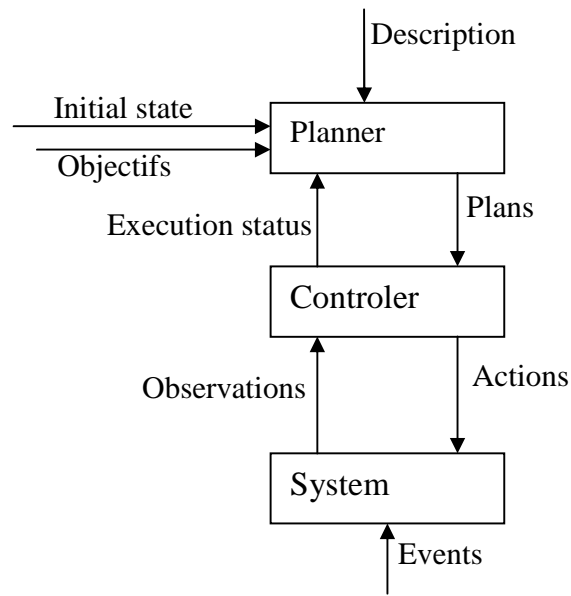 Description
Initial state
Planner
Objectifs
Plans
Execution status
Controler
Actions
Observations
System
Events